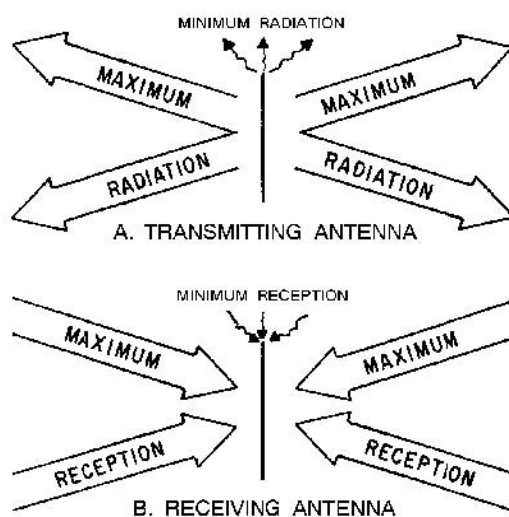 MINIMUM RADIATION
MAXIMUM
MAXIMUM
RADIATION
RADIATION
A. TRANSMITTING ANTENNA
MINIMUM RECEPTION
MAXIMUM
MAXIMUM
RECEPTION
RECEPTION
B. RECEIVING ANTENNA